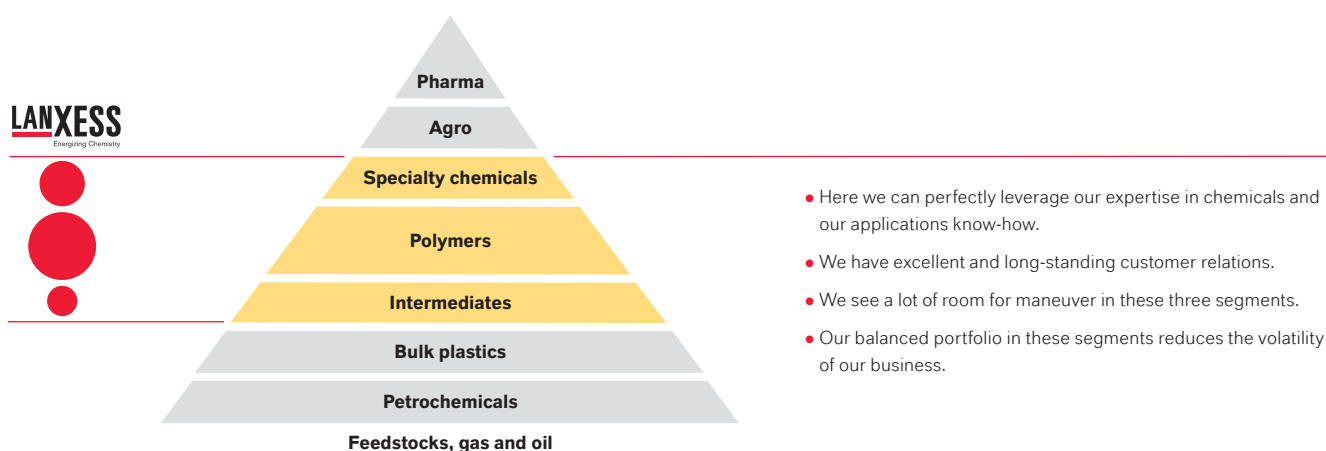 LANXESS
Energizing Chemistry
Pharma
Agro
Specialty chemicals
Polymers
Intermediates
Bulk plastics
Petrochemicals
Feedstocks, gas and oil
• Here we can perfectly leverage our expertise in chemicals and
our applications know-how.
• We have excellent and long-standing customer relations.
• We see a lot of room for maneuver in these three segments.
• Our balanced portfolio in these segments reduces the volatility
of our business.